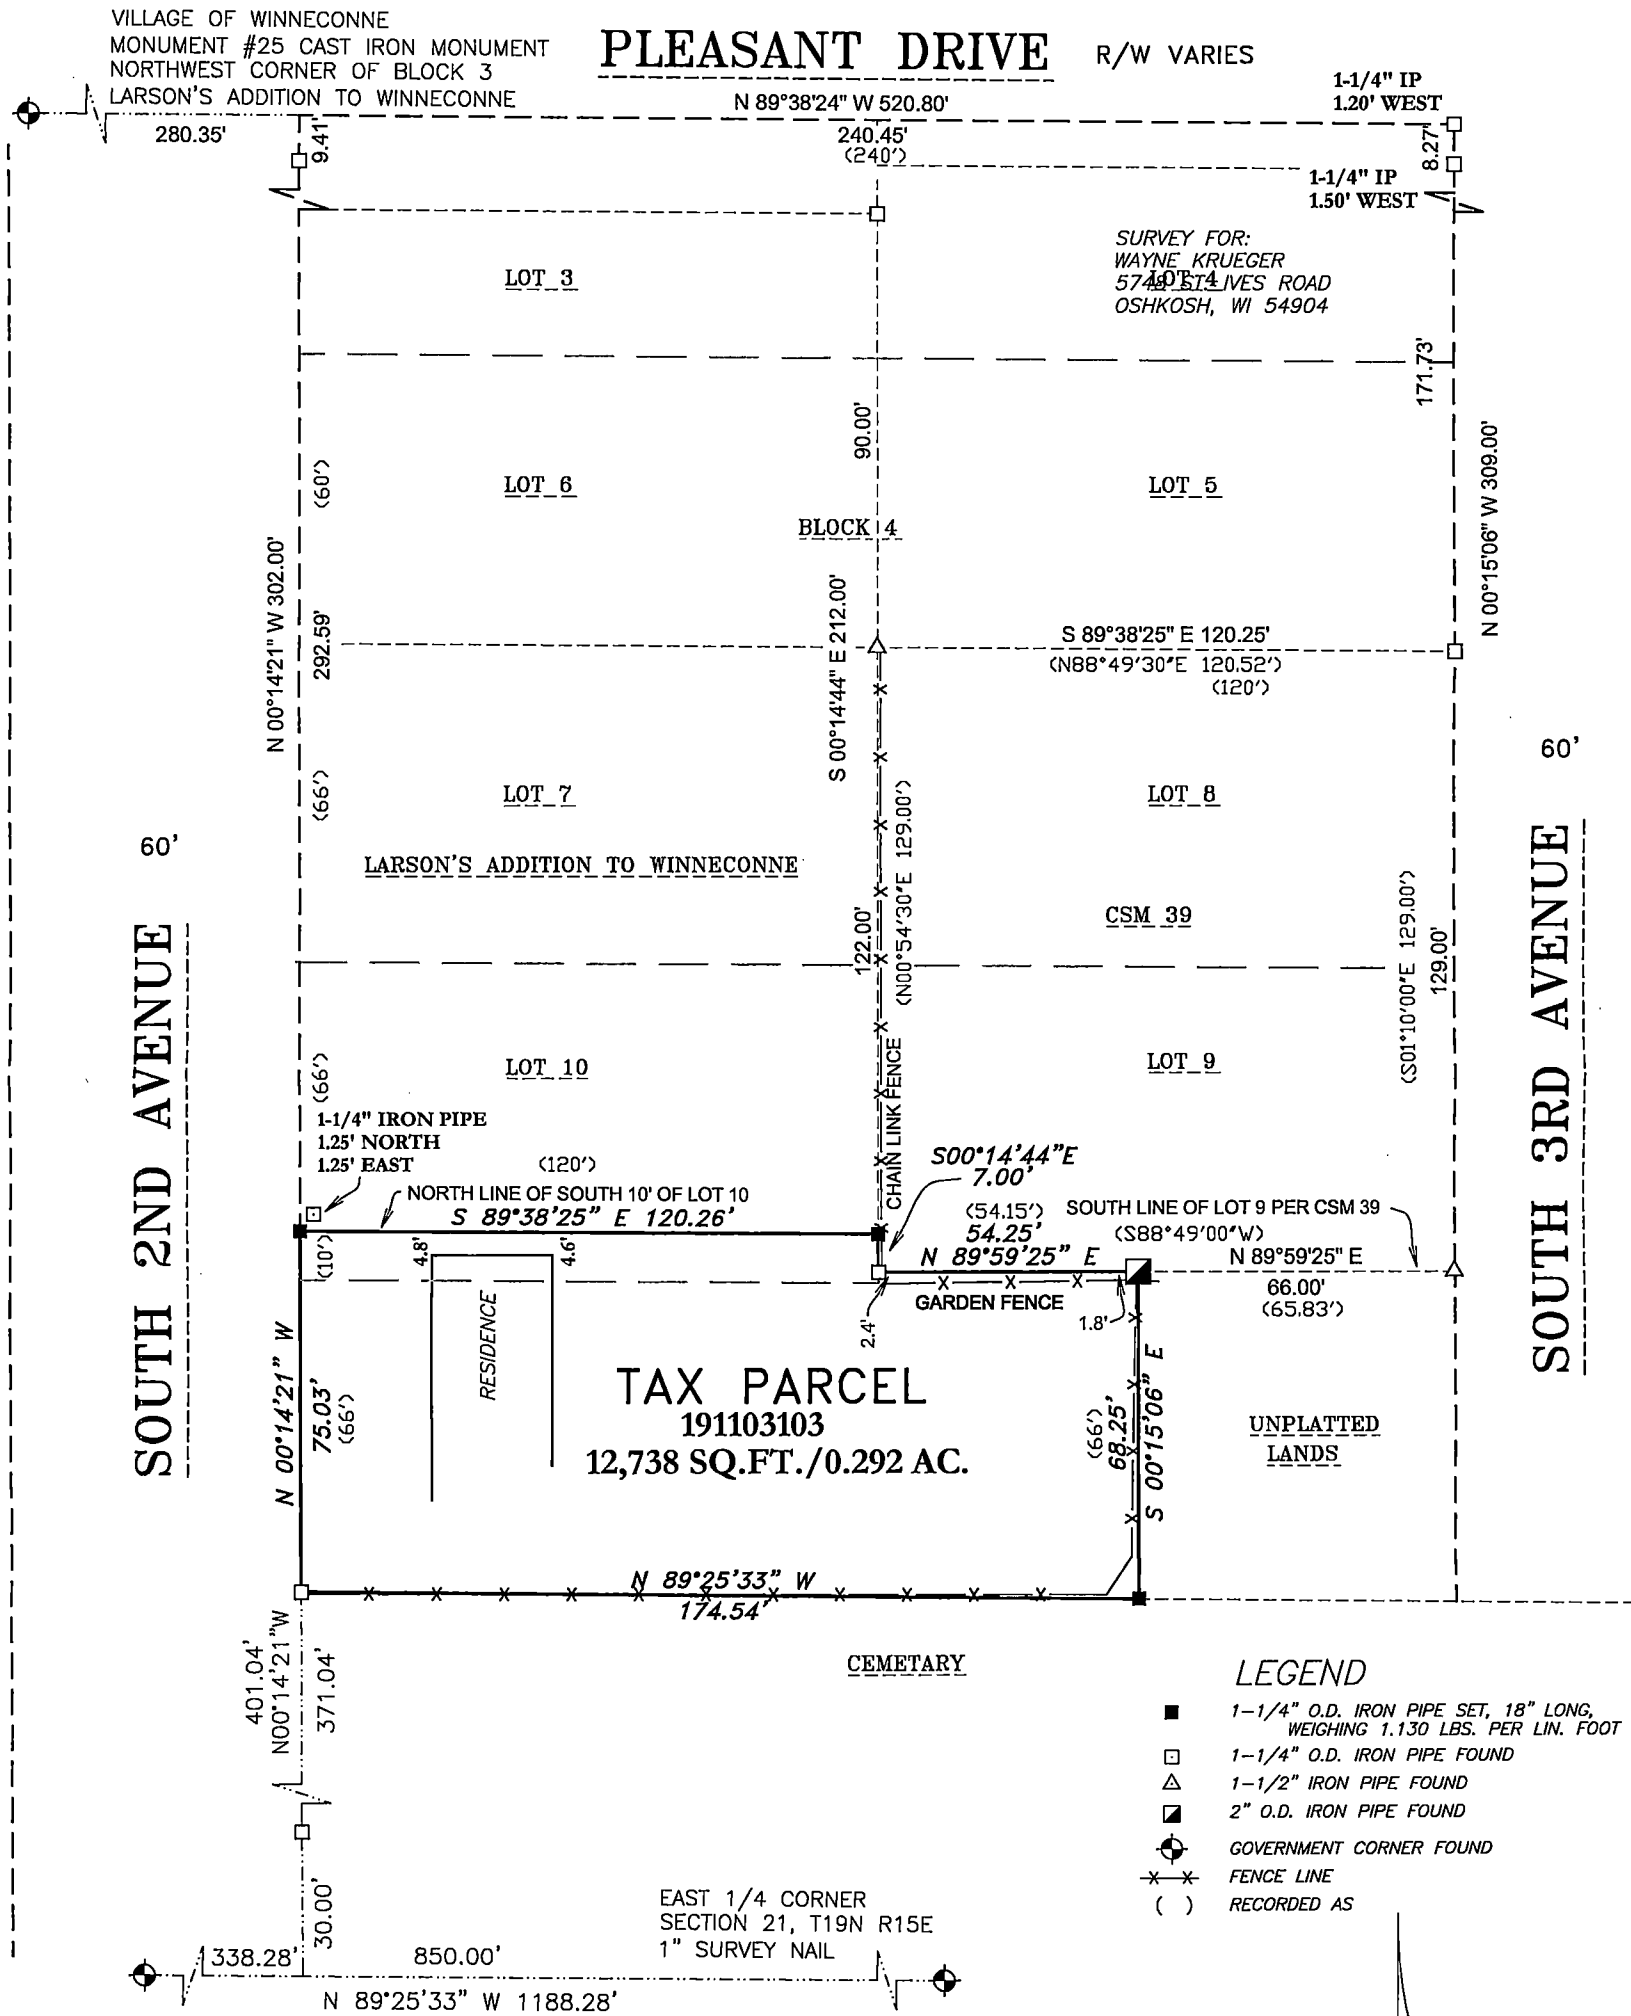 VILLAGE OF WINNECONNE
MONUMENT #25 CAST IRON MONUMENT
NORTHWEST CORNER OF BLOCK 3
LARSON'S ADDITION TO WINNECONNE
280.35'
PLEASANT DRIVE R/W VARIES
N 89°38'24" W 520.80'
240.45'
(240')
1-1/4" IP
1.20' WEST
9.41'
8.27'
1-1/4" IP
1.50' WEST
SURVEY FOR:
WAYNE KRUEGER
5748 ST. IVES ROAD
OSHKOSH, WI 54904
LOT 3
LOT 4
171.73'
90.00'
(60')
LOT 6
LOT 5
BLOCK 4
N 00°14'21" W 302.00'
292.59'
S 00°14'44" E 212.00'
N 00°15'06" W 309.00'
S 89°38'25" E 120.25'
(N88°49'30"E 120.52')
(120')
60'
60'
(66')
LOT 7
LOT 8
LARSON'S ADDITION TO WINNECONNE
(N00°54'30"E 129.00')
122.00'
CSM 39
(S01°10'00"E 129.00')
129.00'
SOUTH 2ND AVENUE
SOUTH 3RD AVENUE
(66')
LOT 10
LOT 9
CHAIN LINK FENCE
1-1/4" IRON PIPE
1.25' NORTH
1.25' EAST
(120')
NORTH LINE OF SOUTH 10' OF LOT 10
S 89°38'25" E 120.26'
S00°14'44"E
7.00'
(54.15')
54.25'
N 89°59'25" E
SOUTH LINE OF LOT 9 PER CSM 39
(S88°49'00"W)
N 89°59'25" E
66.00'
(65.83')
(10')
4.8'
4.6'
GARDEN FENCE
2.4'
1.8'
RESIDENCE
N 00°14'21" W
75.03'
(66')
TAX PARCEL
191103103
12,738 SQ.FT./0.292 AC.
(66')
68.25'
S 00°15'06" E
UNPLATTED
LANDS
N 89°25'33" W
174.54'
CEMETARY
401.04'
N00°14'21"W
371.04'
30.00'
LEGEND
1-1/4" O.D. IRON PIPE SET, 18" LONG,
WEIGHING 1.130 LBS. PER LIN. FOOT
1-1/4" O.D. IRON PIPE FOUND
1-1/2" IRON PIPE FOUND
2" O.D. IRON PIPE FOUND
GOVERNMENT CORNER FOUND
FENCE LINE
( ) RECORDED AS
EAST 1/4 CORNER
SECTION 21, T19N R15E
1" SURVEY NAIL
338.28'
850.00'
N 89°25'33" W 1188.28'